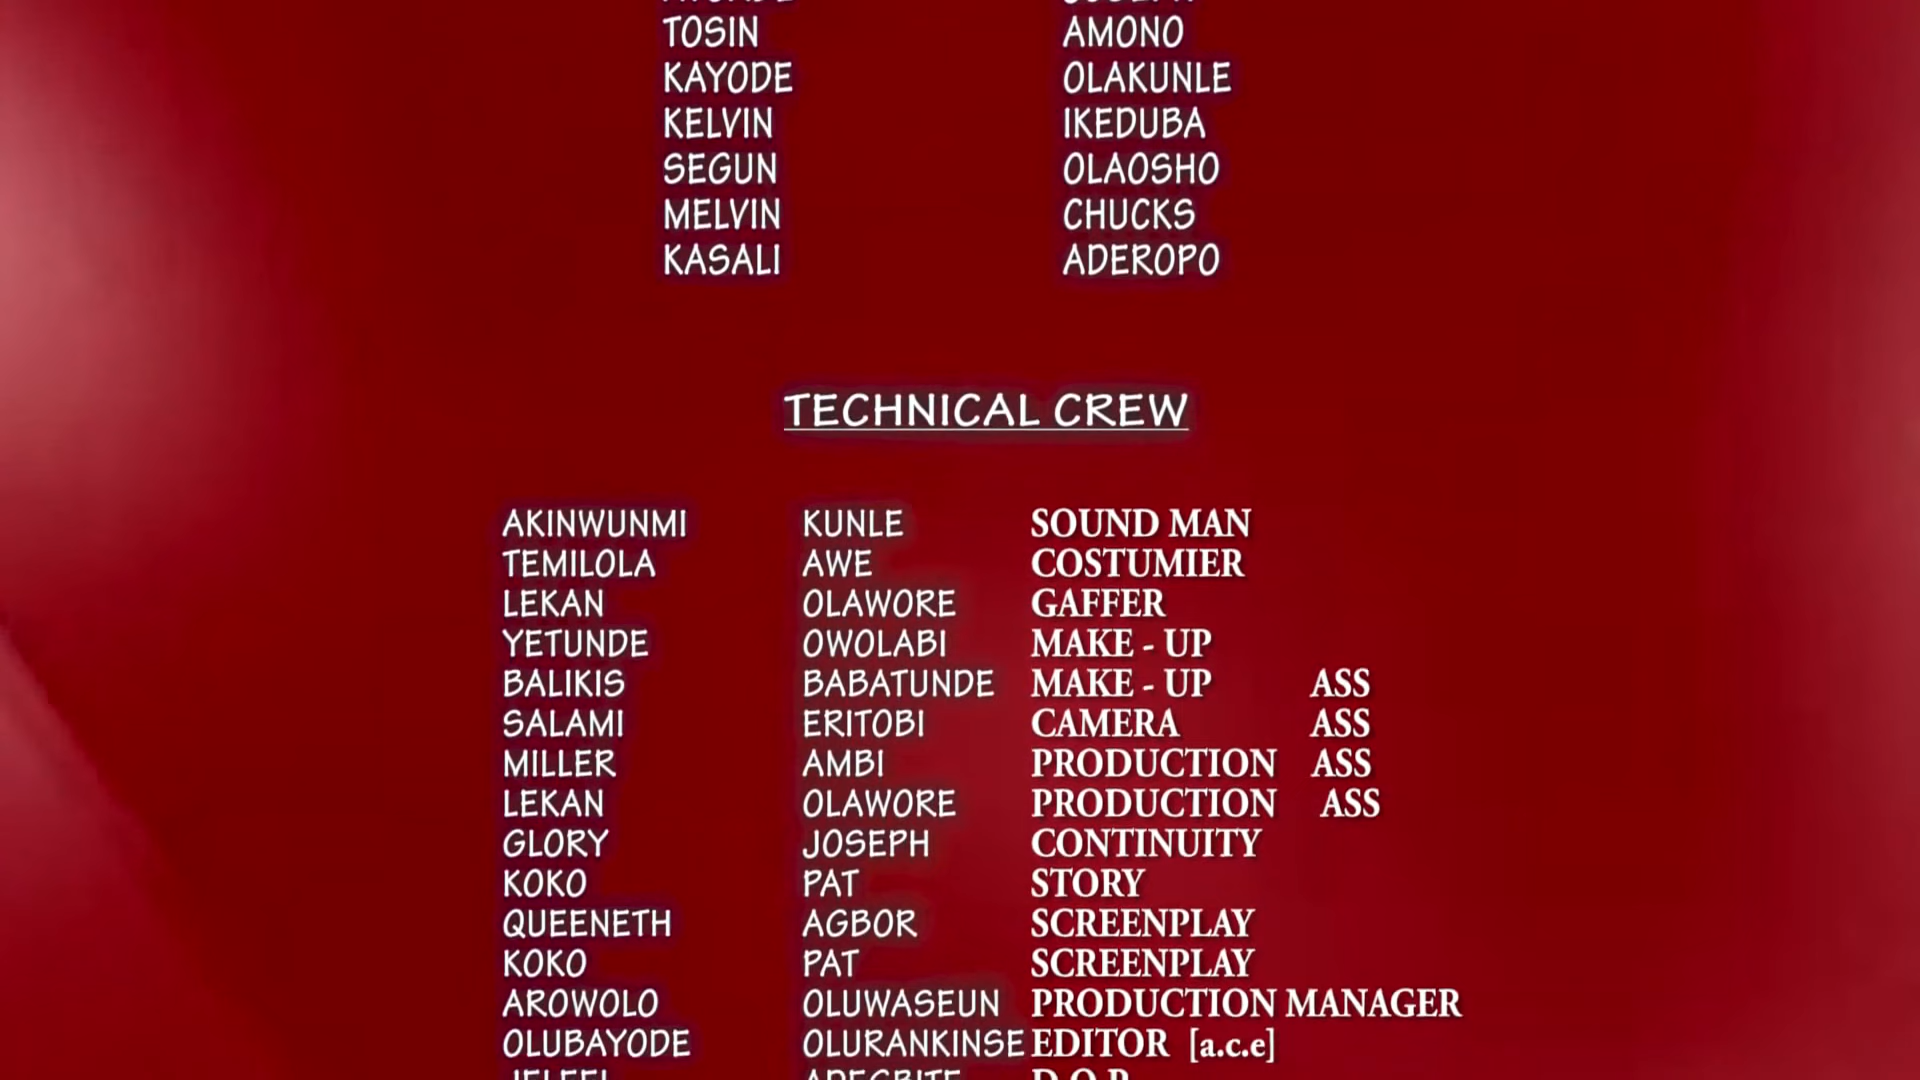 TOSIN AMONO
KAYODE OLAKUNLE
KELVIN IKEDUBA
SEGUN OLAOSHO
MELVIN CHUCKS
KASALI ADEROPO
TECHNICAL CREW
AKINWUNMI KUNLE SOUND MAN
TEMILOLA AWE COSTUMIER
LEKAN OLAWORE GAFFER
YETUNDE OWOLABI MAKE - UP
BALIKIS BABATUNDE MAKE - UP ASS
SALAMI ERITOBI CAMERA ASS
MILLER AMBI PRODUCTION ASS
LEKAN OLAWORE PRODUCTION ASS
GLORY JOSEPH CONTINUITY
KOKO PAT STORY
QUEENETH AGBOR SCREENPLAY
KOKO PAT SCREENPLAY
AROWOLO OLUWASEUN PRODUCTION MANAGER
OLUBAYODE OLURANKINSE EDITOR [a.c.e]